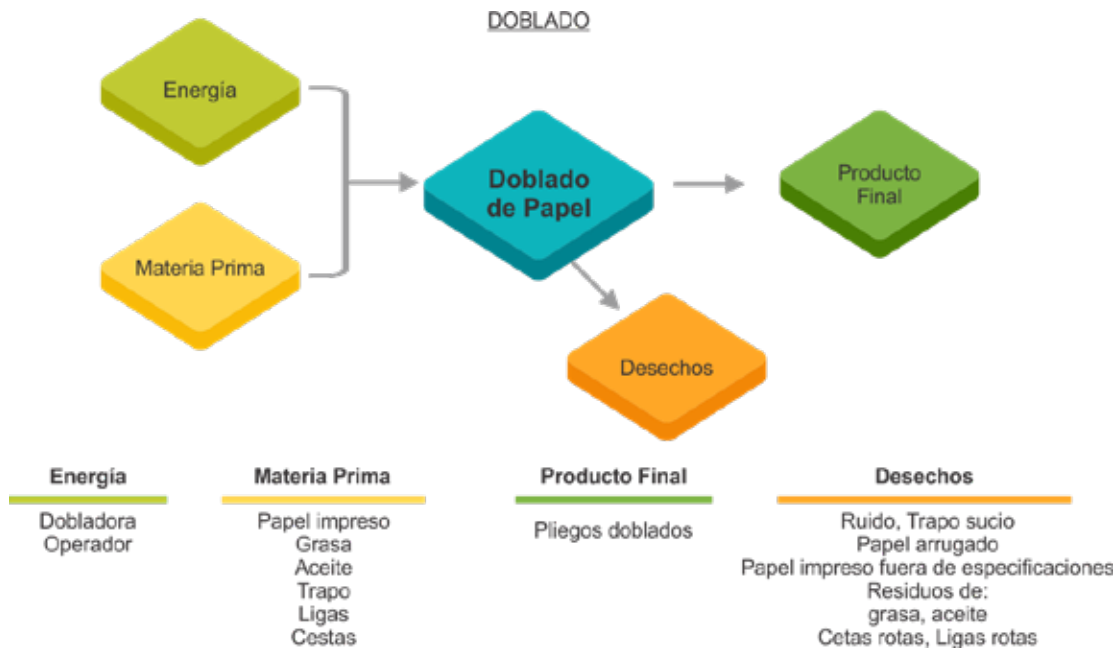 DOBLADO
Energía
Materia Prima
Doblado
de Papel
Producto
Final
Desechos
Energía
Dobladora
Operador
Materia Prima
Papel impreso
Grasa
Aceite
Trapo
Ligas
Cestas
Producto Final
Pliegos doblados
Desechos
Ruido, Trapo sucio
Papel arrugado
Papel impreso fuera de especificaciones
Residuos de:
grasa, aceite
Cetas rotas, Ligas rotas